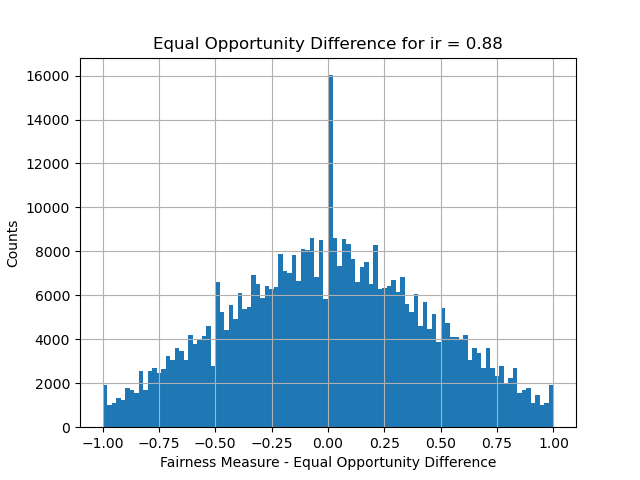 Equal Opportunity Difference for ir = 0.88
16000
14000
12000
10000
8000
6000
4000
2000
0
Counts
−1.00 −0.75 −0.50 −0.25 0.00 0.25 0.50 0.75 1.00
Fairness Measure - Equal Opportunity Difference